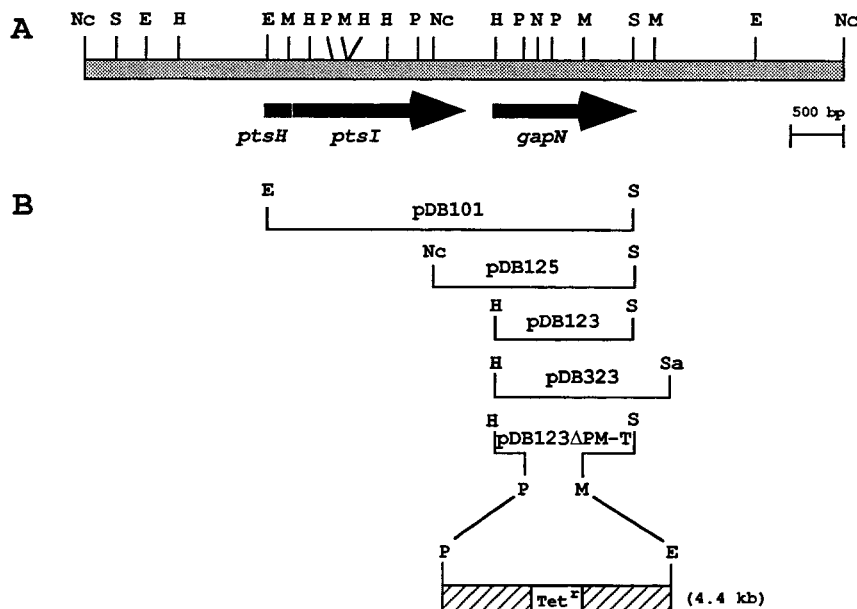 A
Nc S E H E M H P M H H P Nc H P N P M S M E Nc
500 bp
ptsH ptsI gapN
B
E S
pDB101
Nc S
pDB125
H S
pDB123
H Sa
pDB323
H S
pDB123ΔPM-T
P M
P E
Tetʳ (4.4 kb)